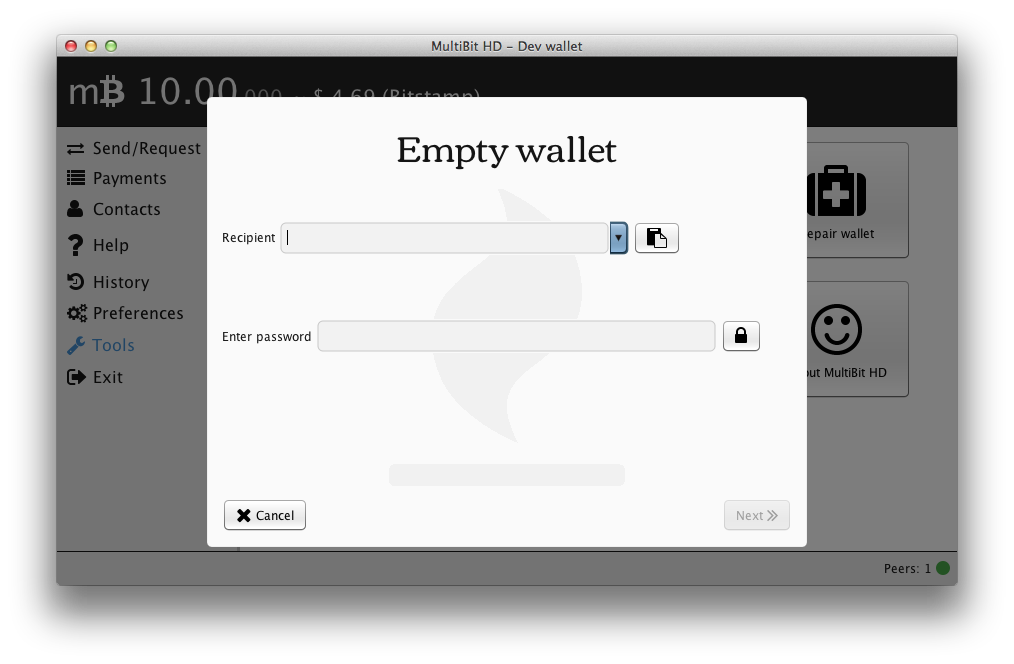 MultiBit HD – Dev wallet
m₿ 10.00 000 $ 4.69 (Bitstamp)
Send/Request
Payments
Contacts
Help
History
Preferences
Tools
Exit
Empty wallet
Recipient
Enter password
Cancel
Next
epair wallet
out MultiBit HD
Peers: 1